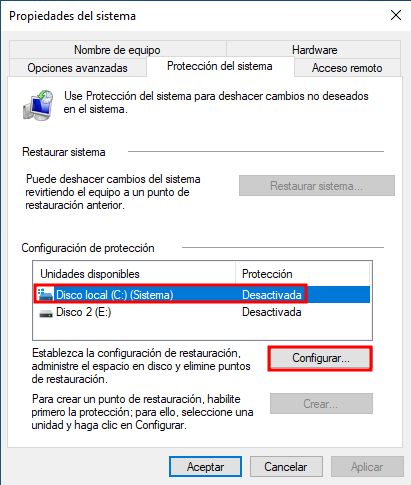 Propiedades del sistema
Nombre de equipo
Hardware
Opciones avanzadas
Protección del sistema
Acceso remoto
Use Protección del sistema para deshacer cambios no deseados
en el sistema.
Restaurar sistema
Puede deshacer cambios del sistema
revirtiendo el equipo a un punto de
restauración anterior.
Restaurar sistema...
Configuración de protección
Unidades disponibles
Protección
Disco local (C:) (Sistema)
Desactivada
Disco 2 (E:)
Desactivada
Establezca la configuración de restauración,
administre el espacio en disco y elimine puntos
de restauración.
Configurar...
Para crear un punto de restauración, habilite
primero la protección; para ello, seleccione una
unidad y haga clic en Configurar.
Crear...
Aceptar
Cancelar
Aplicar